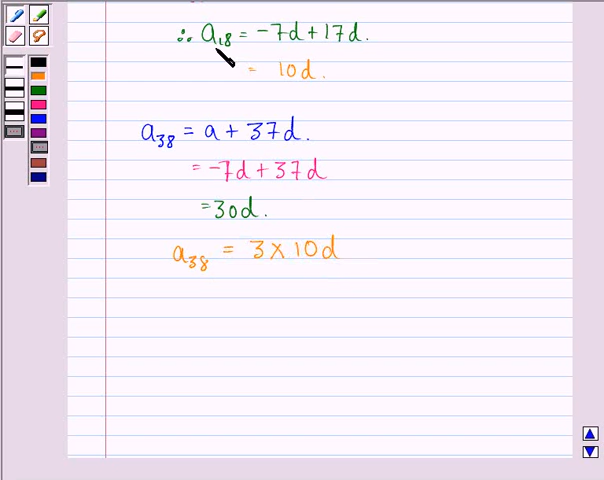 ∴ a₁₈ = -7d + 17d.
= 10d.
a₃₈ = a + 37d.
= -7d + 37d
= 30d.
a₃₈ = 3 × 10d